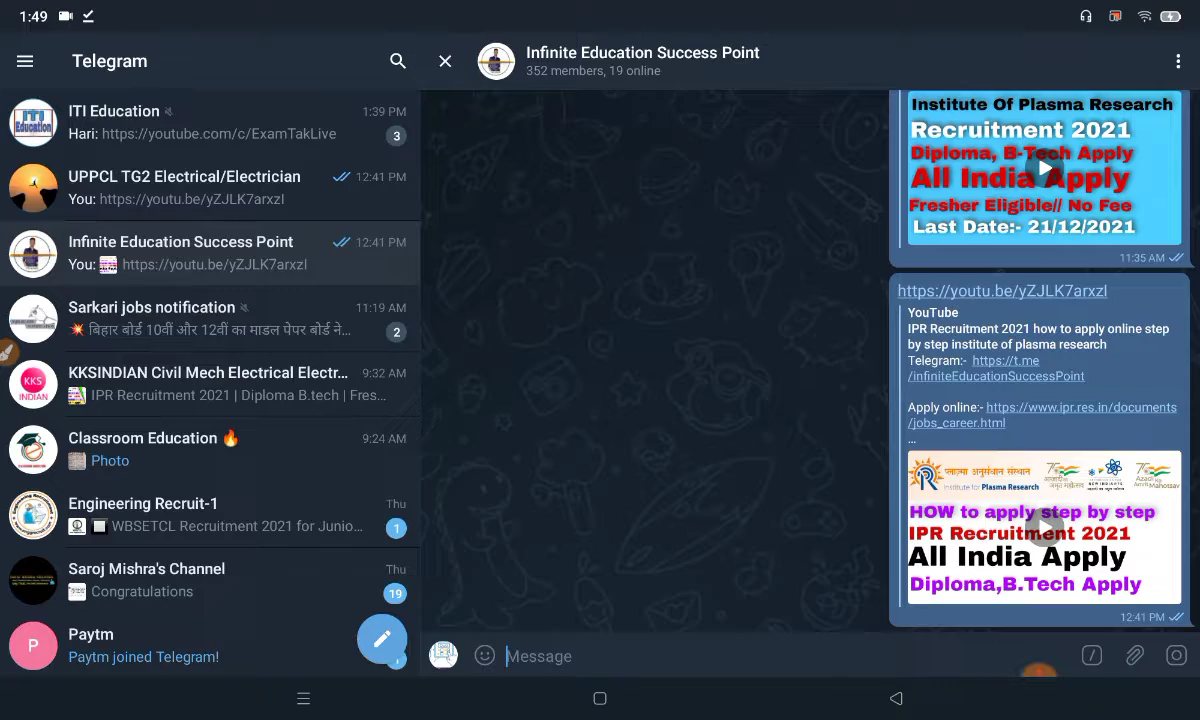 1:49
Telegram
ITI Education
1:39 PM
Hari: https://youtube.com/c/ExamTakLive
3
UPPCL TG2 Electrical/Electrician
12:41 PM
You: https://youtu.be/yZJLK7arxzI
Infinite Education Success Point
12:41 PM
You: https://youtu.be/yZJLK7arxzI
Sarkari jobs notification
11:19 AM
बिहार बोर्ड 10वीं और 12वीं का माडल पेपर बोर्ड ने...
2
KKS
INDIAN
KKSINDIAN Civil Mech Electrical Electr...
9:32 AM
IPR Recruitment 2021 | Diploma B.tech | Fres...
Classroom Education
9:24 AM
Photo
Engineering Recruit-1
Thu
WBSETCL Recruitment 2021 for Junio...
1
Saroj Mishra's Channel
Thu
Congratulations
19
P
Paytm
Paytm joined Telegram!
Infinite Education Success Point
352 members, 19 online
Institute Of Plasma Research
Recruitment 2021
Diploma, B-Tech Apply
All India Apply
Fresher Eligible// No Fee
Last Date:- 21/12/2021
11:35 AM
https://youtu.be/yZJLK7arxzI
YouTube
IPR Recruitment 2021 how to apply online step
by step institute of plasma research
Telegram:- https://t.me
/infiniteEducationSuccessPoint
Apply online:- https://www.ipr.res.in/documents
/jobs_career.html
...
प्लाज़्मा अनुसंधान संस्थान
Institute for Plasma Research
HOW to apply step by step
IPR Recruitment 2021
All India Apply
Diploma,B.Tech Apply
12:41 PM
Message